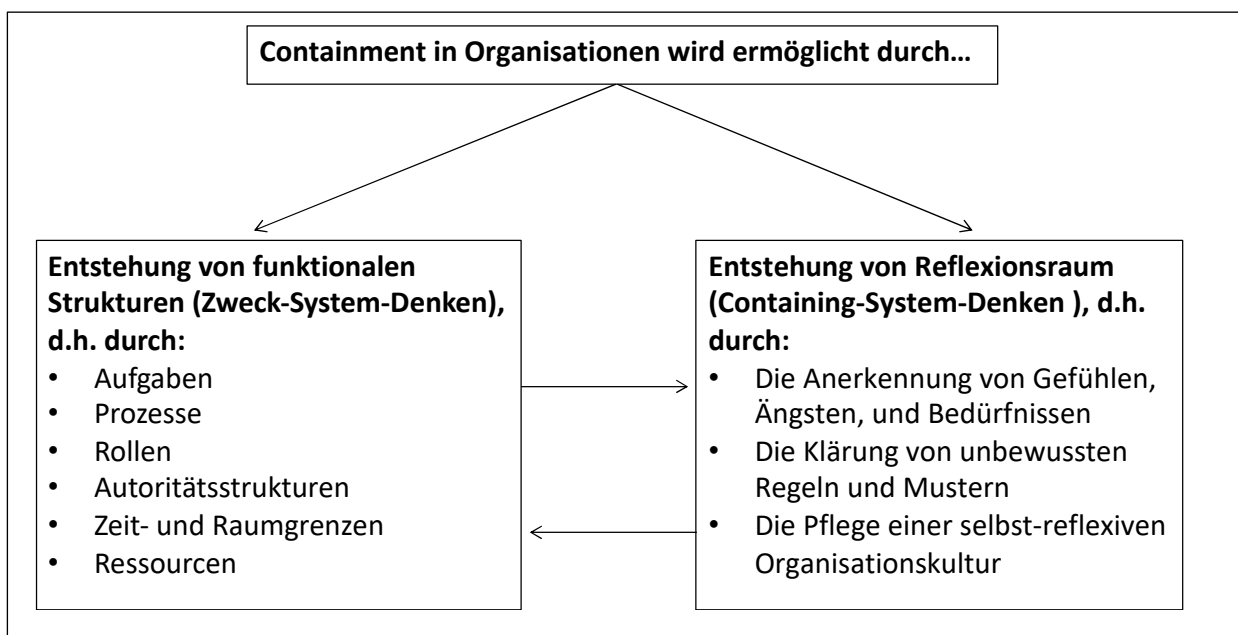 Containment in Organisationen wird ermöglicht durch…
Entstehung von funktionalen
Strukturen (Zweck-System-Denken),
d.h. durch:
• Aufgaben
• Prozesse
• Rollen
• Autoritätsstrukturen
• Zeit- und Raumgrenzen
• Ressourcen
Entstehung von Reflexionsraum
(Containing-System-Denken ), d.h.
durch:
• Die Anerkennung von Gefühlen,
Ängsten, und Bedürfnissen
• Die Klärung von unbewussten
Regeln und Mustern
• Die Pflege einer selbst-reflexiven
Organisationskultur